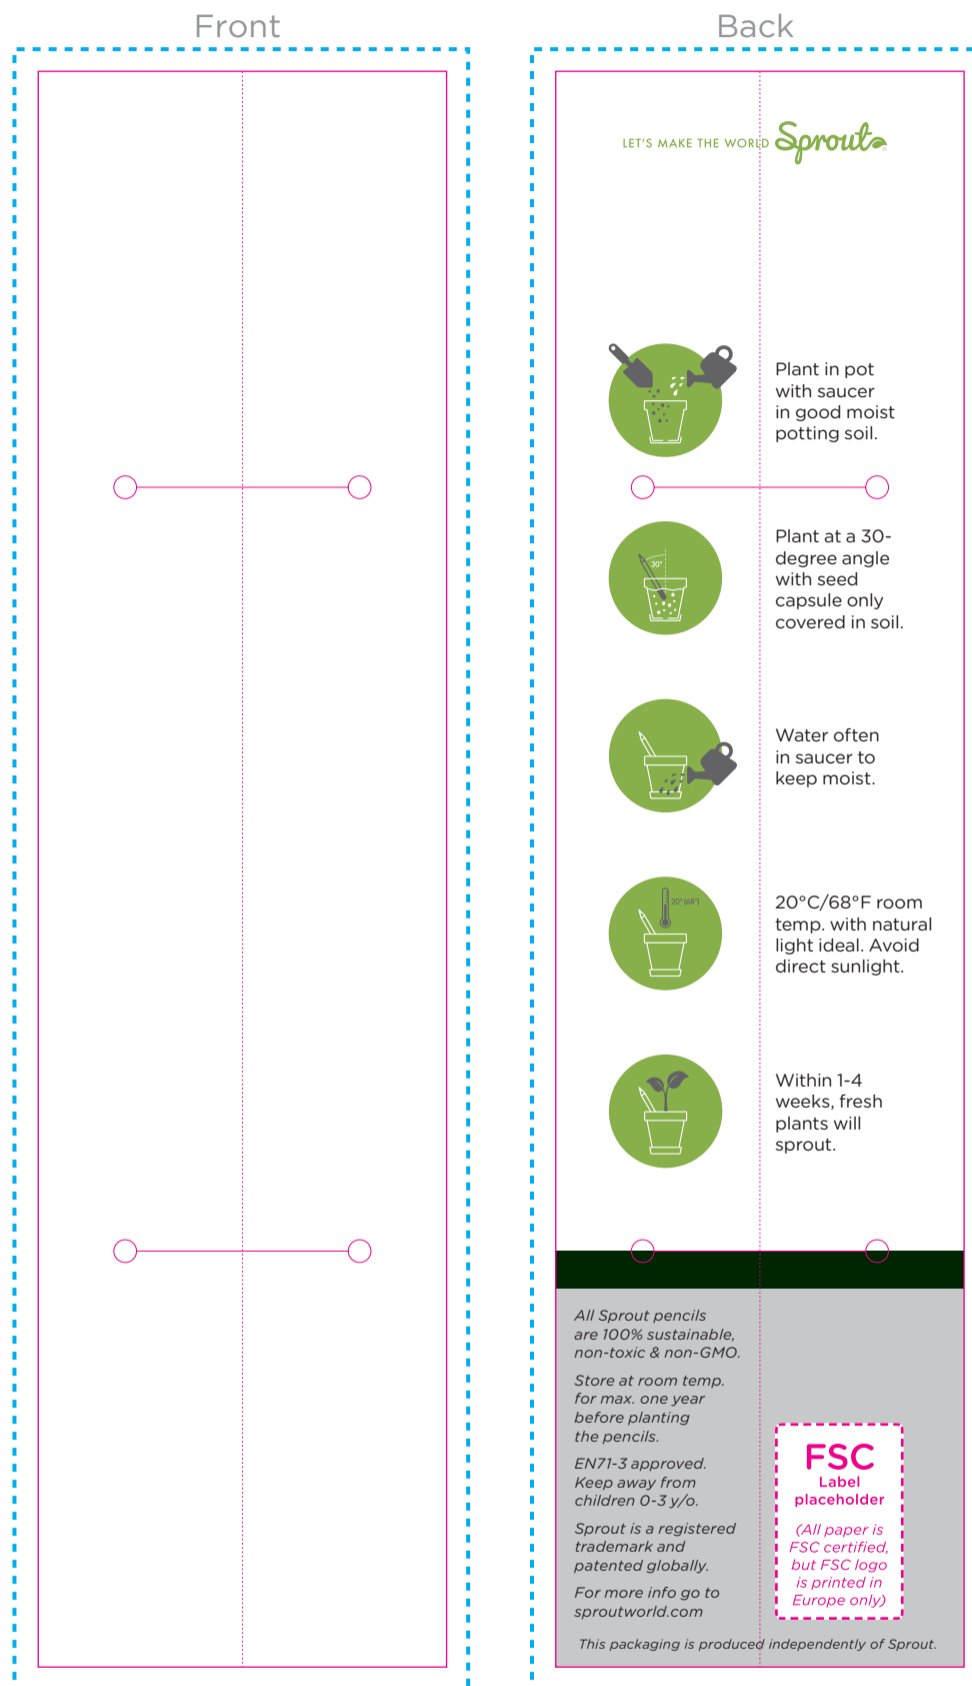 Front
Back
LET'S MAKE THE WORLD Sprout
Plant in pot
with saucer
in good moist
potting soil.
30°
Plant at a 30-
degree angle
with seed
capsule only
covered in soil.
Water often
in saucer to
keep moist.
20° (68°)
20°C/68°F room
temp. with natural
light ideal. Avoid
direct sunlight.
Within 1-4
weeks, fresh
plants will
sprout.
All Sprout pencils
are 100% sustainable,
non-toxic & non-GMO.
Store at room temp.
for max. one year
before planting
the pencils.
EN71-3 approved.
Keep away from
children 0-3 y/o.
Sprout is a registered
trademark and
patented globally.
For more info go to
sproutworld.com
FSC
Label
placeholder
(All paper is
FSC certified,
but FSC logo
is printed in
Europe only)
This packaging is produced independently of Sprout.